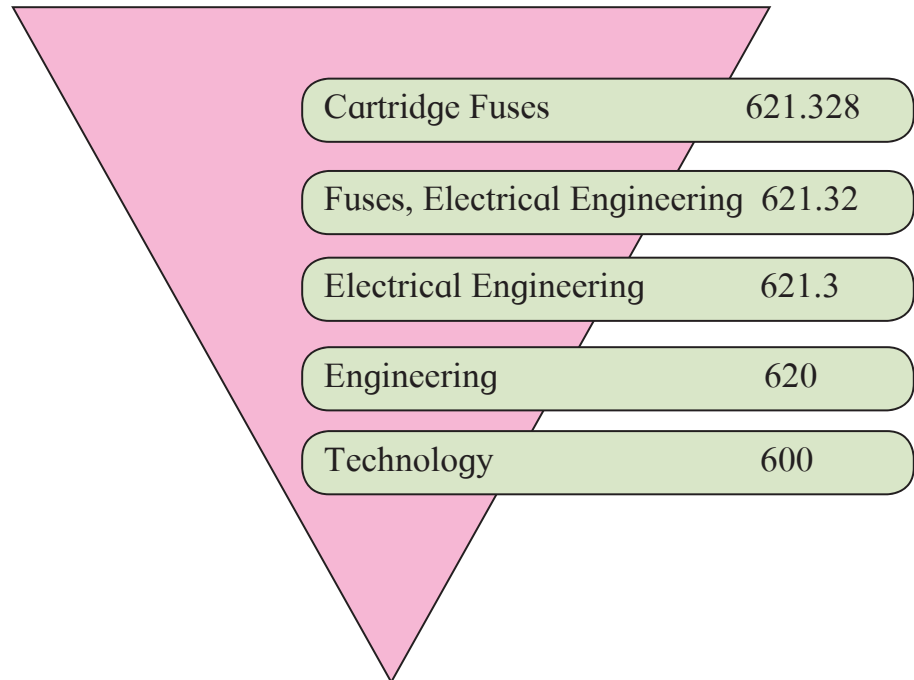 Cartridge Fuses 621.328
Fuses, Electrical Engineering 621.32
Electrical Engineering 621.3
Engineering 620
Technology 600